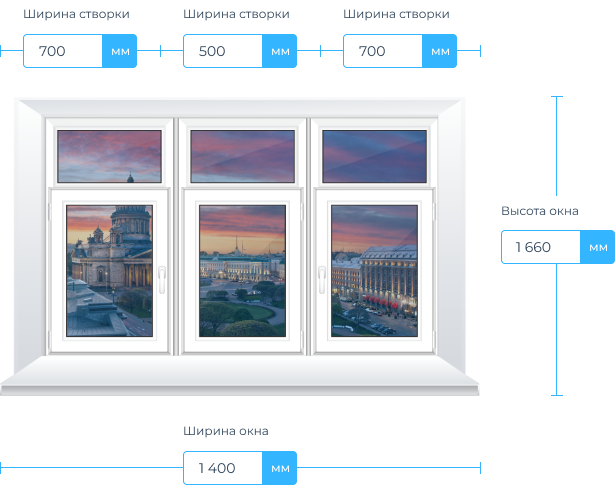 Ширина створки Ширина створки Ширина створки
700 мм 500 мм 700 мм
Высота окна
1 660 мм
Ширина окна
1 400 мм